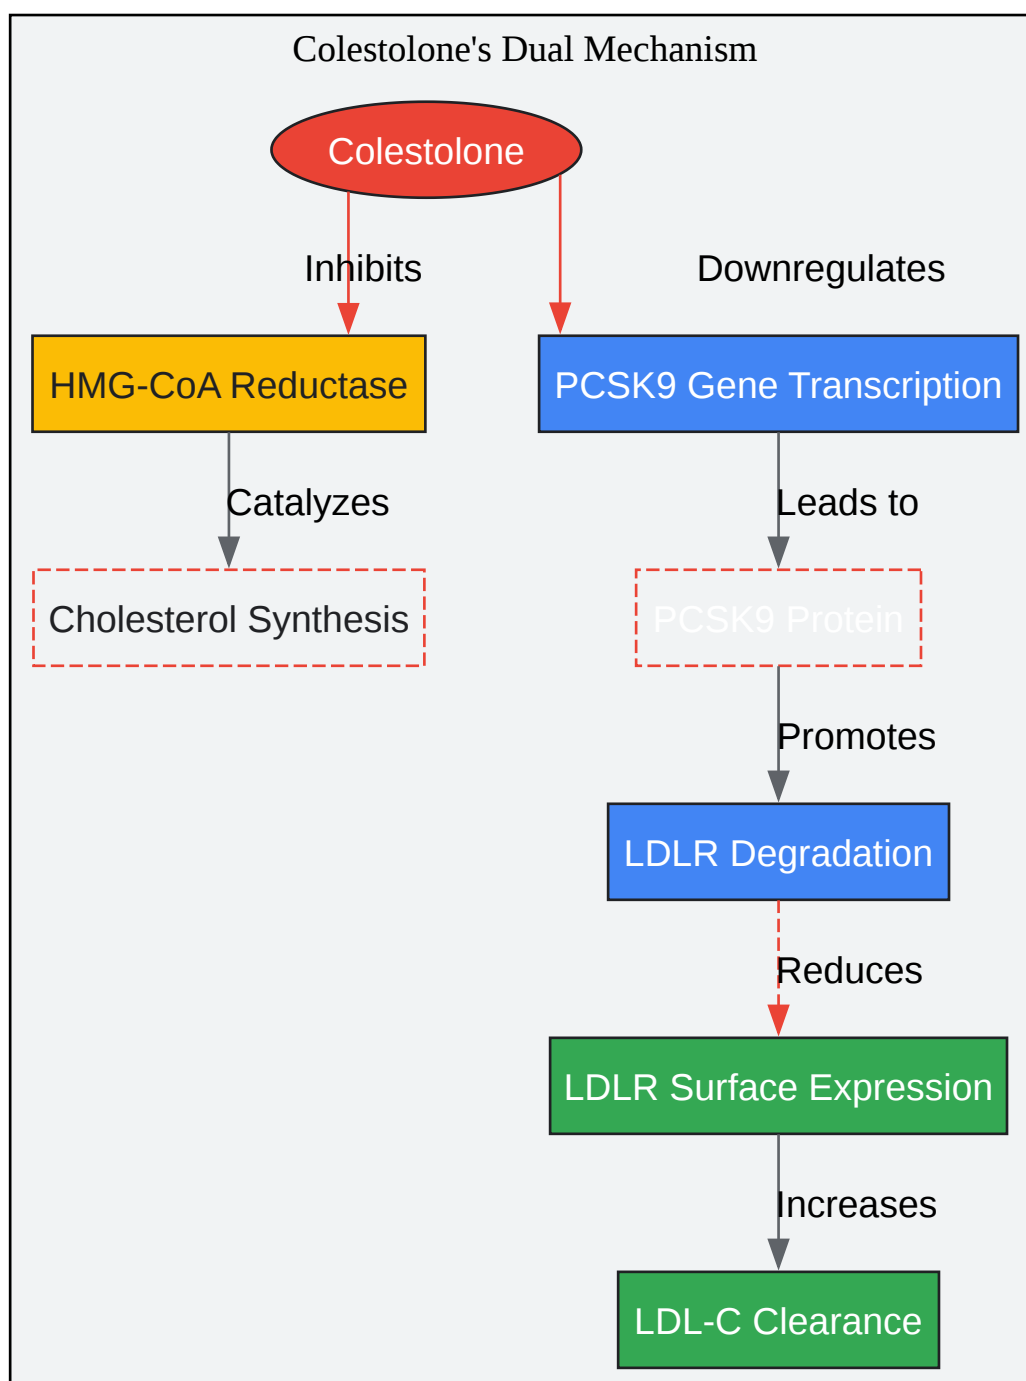 Colestolone's Dual Mechanism
Colestolone
Inhibits
Downregulates
HMG-CoA Reductase
PCSK9 Gene Transcription
Catalyzes
Leads to
Cholesterol Synthesis
PCSK9 Protein
Promotes
LDLR Degradation
Reduces
LDLR Surface Expression
Increases
LDL-C Clearance